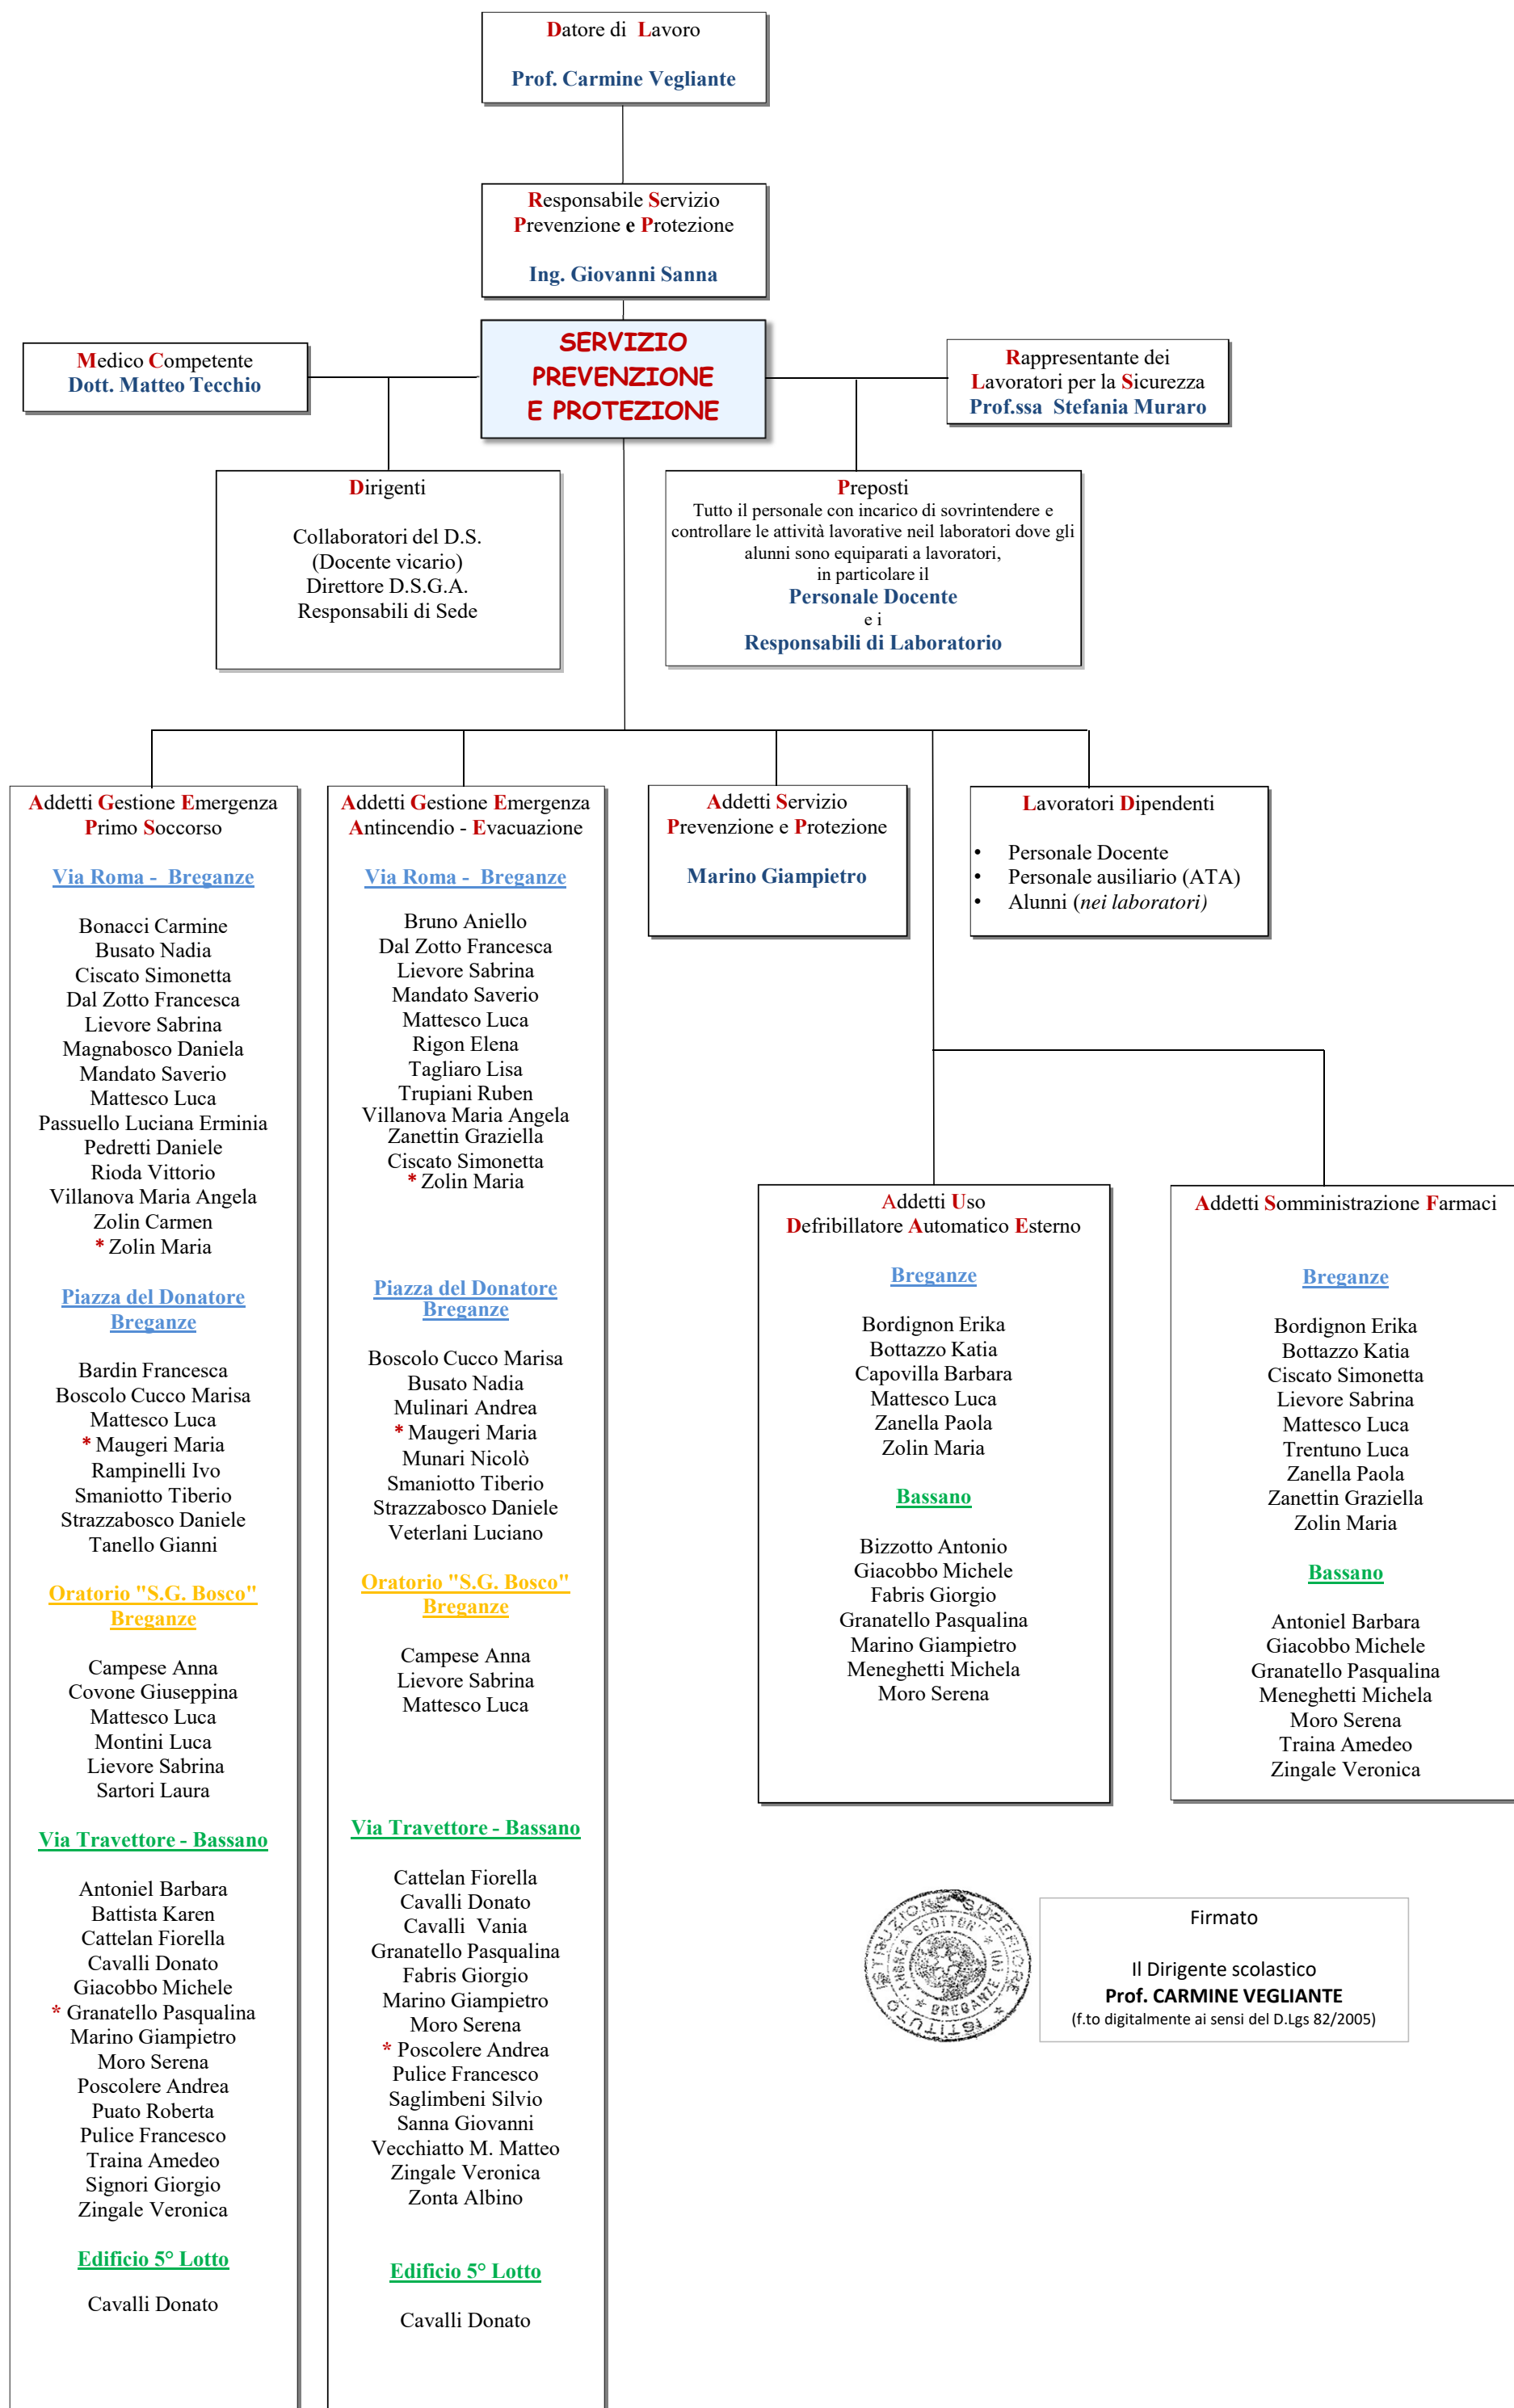 Datore di Lavoro
Prof. Carmine Vegliante
Responsabile Servizio
Prevenzione e Protezione
Ing. Giovanni Sanna
SERVIZIO
PREVENZIONE
E PROTEZIONE
Medico Competente
Dott. Matteo Tecchio
Rappresentante dei
Lavoratori per la Sicurezza
Prof.ssa Stefania Muraro
Dirigenti
Collaboratori del D.S.
(Docente vicario)
Direttore D.S.G.A.
Responsabili di Sede
Preposti
Tutto il personale con incarico di sovrintendere e
controllare le attività lavorative neil laboratori dove gli
alunni sono equiparati a lavoratori,
in particolare il
Personale Docente
e i
Responsabili di Laboratorio
Addetti Gestione Emergenza
Primo Soccorso
Via Roma - Breganze
Bonacci Carmine
Busato Nadia
Ciscato Simonetta
Dal Zotto Francesca
Lievore Sabrina
Magnabosco Daniela
Mandato Saverio
Mattesco Luca
Passuello Luciana Erminia
Pedretti Daniele
Rioda Vittorio
Villanova Maria Angela
Zolin Carmen
* Zolin Maria
Piazza del Donatore
Breganze
Bardin Francesca
Boscolo Cucco Marisa
Mattesco Luca
* Maugeri Maria
Rampinelli Ivo
Smaniotto Tiberio
Strazzabosco Daniele
Tanello Gianni
Oratorio "S.G. Bosco"
Breganze
Campese Anna
Covone Giuseppina
Mattesco Luca
Montini Luca
Lievore Sabrina
Sartori Laura
Via Travettore - Bassano
Antoniel Barbara
Battista Karen
Cattelan Fiorella
Cavalli Donato
Giacobbo Michele
* Granatello Pasqualina
Marino Giampietro
Moro Serena
Poscolere Andrea
Puato Roberta
Pulice Francesco
Traina Amedeo
Signori Giorgio
Zingale Veronica
Edificio 5° Lotto
Cavalli Donato
Addetti Gestione Emergenza
Antincendio - Evacuazione
Via Roma - Breganze
Bruno Aniello
Dal Zotto Francesca
Lievore Sabrina
Mandato Saverio
Mattesco Luca
Rigon Elena
Tagliaro Lisa
Trupiani Ruben
Villanova Maria Angela
Zanettin Graziella
Ciscato Simonetta
* Zolin Maria
Piazza del Donatore
Breganze
Boscolo Cucco Marisa
Busato Nadia
Mulinari Andrea
* Maugeri Maria
Munari Nicolò
Smaniotto Tiberio
Strazzabosco Daniele
Veterlani Luciano
Oratorio "S.G. Bosco"
Breganze
Campese Anna
Lievore Sabrina
Mattesco Luca
Via Travettore - Bassano
Cattelan Fiorella
Cavalli Donato
Cavalli Vania
Granatello Pasqualina
Fabris Giorgio
Marino Giampietro
Moro Serena
* Poscolere Andrea
Pulice Francesco
Saglimbeni Silvio
Sanna Giovanni
Vecchiatto M. Matteo
Zingale Veronica
Zonta Albino
Edificio 5° Lotto
Cavalli Donato
Addetti Servizio
Prevenzione e Protezione
Marino Giampietro
Lavoratori Dipendenti
• Personale Docente
• Personale ausiliario (ATA)
• Alunni (nei laboratori)
Addetti Uso
Defribillatore Automatico Esterno
Breganze
Bordignon Erika
Bottazzo Katia
Capovilla Barbara
Mattesco Luca
Zanella Paola
Zolin Maria
Bassano
Bizzotto Antonio
Giacobbo Michele
Fabris Giorgio
Granatello Pasqualina
Marino Giampietro
Meneghetti Michela
Moro Serena
Addetti Somministrazione Farmaci
Breganze
Bordignon Erika
Bottazzo Katia
Ciscato Simonetta
Lievore Sabrina
Mattesco Luca
Trentuno Luca
Zanella Paola
Zanettin Graziella
Zolin Maria
Bassano
Antoniel Barbara
Giacobbo Michele
Granatello Pasqualina
Meneghetti Michela
Moro Serena
Traina Amedeo
Zingale Veronica
ISTITUTO ISTRUZIONE SUPERIORE
"ANDREA SCOTTON" * BREGANZE * (VI)
Firmato
Il Dirigente scolastico
Prof. CARMINE VEGLIANTE
(f.to digitalmente ai sensi del D.Lgs 82/2005)